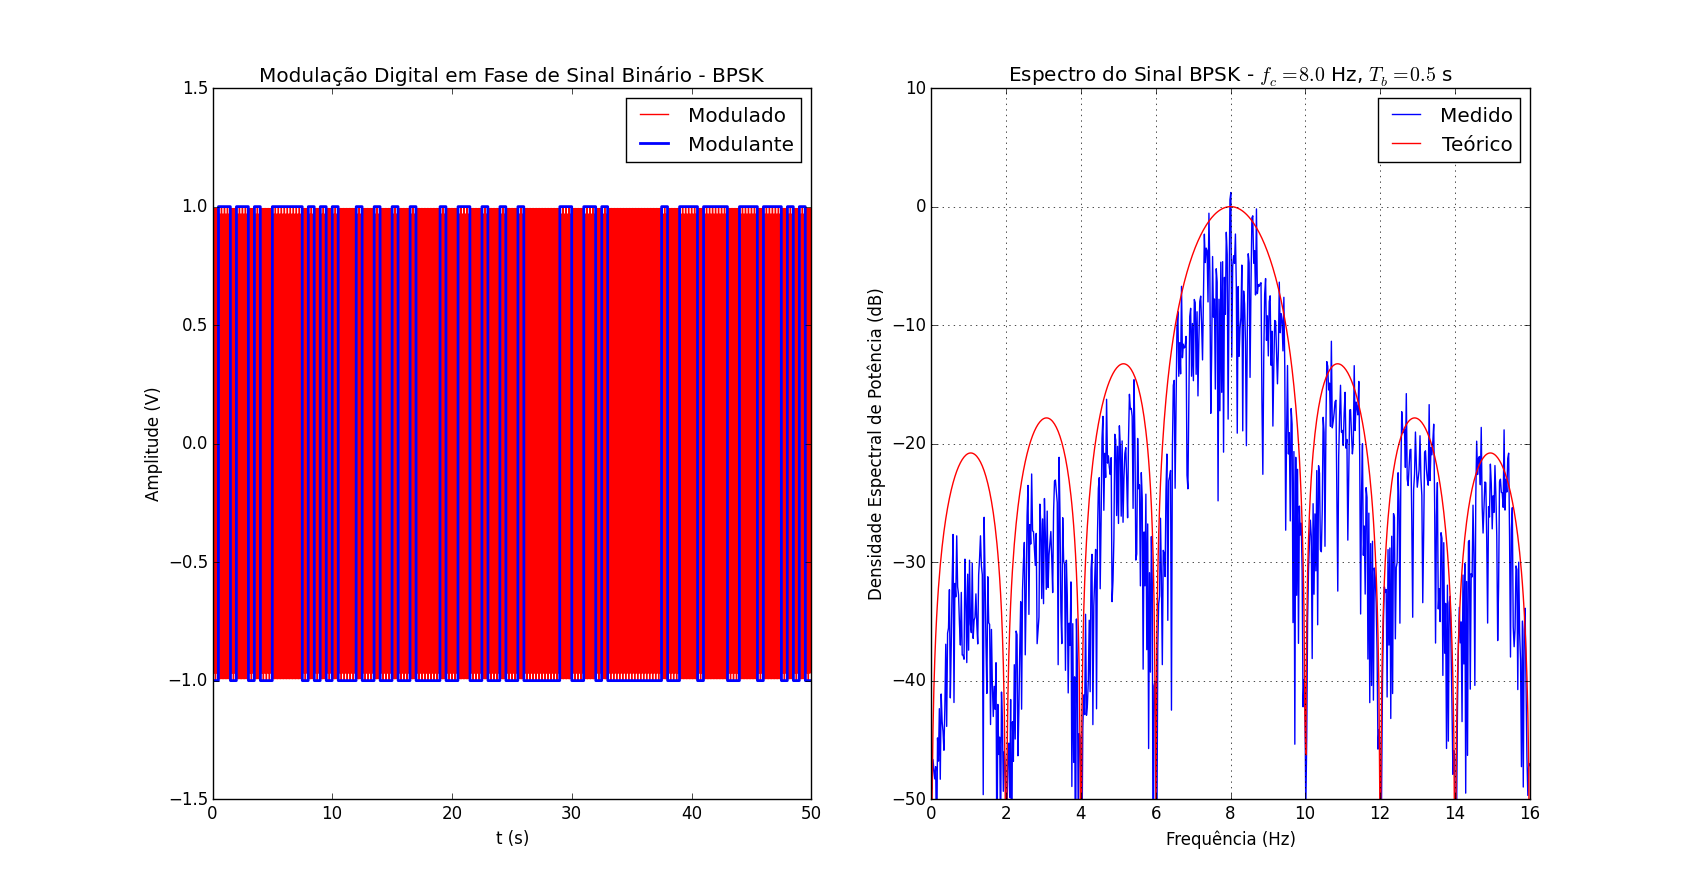 Modulação Digital em Fase de Sinal Binário - BPSK
1.5
1.0
0.5
0.0
−0.5
−1.0
−1.5
Amplitude (V)
Modulado
Modulante
0 10 20 30 40 50
t (s)
Espectro do Sinal BPSK - f_c = 8.0 Hz, T_b = 0.5 s
10
0
−10
−20
−30
−40
−50
Densidade Espectral de Potência (dB)
Medido
Teórico
0 2 4 6 8 10 12 14 16
Frequência (Hz)